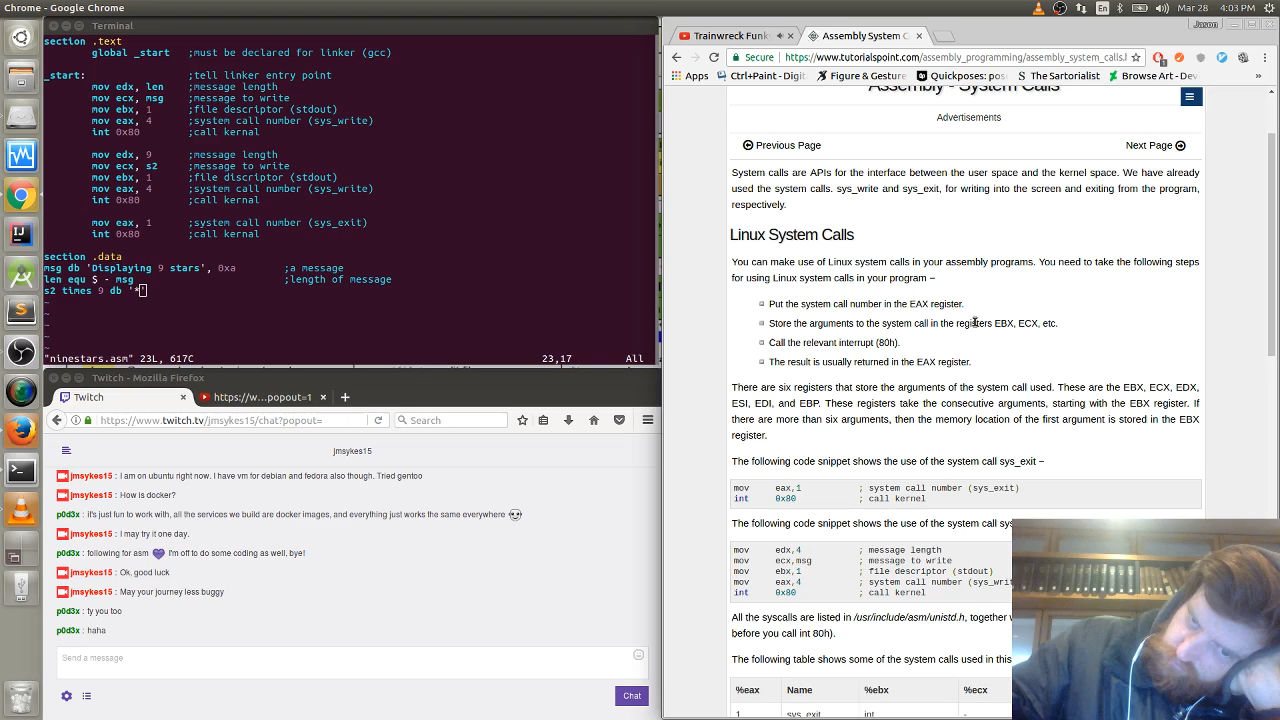 Chrome - Google Chrome
En
Mar 28
4:03 PM
Terminal
section .text
global _start
_start: ;tell linker entry point
;must be declared for linker (gcc)
mov edx, len ;message length
mov ecx, msg ;message to write
mov ebx, 1 ;file descriptor (stdout)
mov eax, 4 ;system call number (sys_write)
int 0x80 ;call kernal
mov edx, 9 ;message length
mov ecx, s2 ;message to write
mov ebx, 1 ;file discriptor (stdout)
mov eax, 4 ;system call number (sys_write)
int 0x80 ;call kernal
mov eax, 1 ;system call number (sys_exit)
int 0x80 ;call kernal
section .data
msg db 'Displaying 9 stars', 0xa ;a message
len equ $ - msg ;length of message
s2 times 9 db '*'
~
~
~
~
~
"ninestars.asm" 23L, 617C 23,17 All
Twitch - Mozilla Firefox
Twitch
https://w...popout=1
https://www.twitch.tv/jmsykes15/chat?popout=
Search
jmsykes15
jmsykes15 : I am on ubuntu right now. I have vm for debian and fedora also though. Tried gentoo
jmsykes15 : How is docker?
p0d3x : it's just fun to work with, all the services we build are docker images, and everything just works the same everywhere
jmsykes15 : I may try it one day.
p0d3x : following for asm I'm off to do some coding as well, bye!
jmsykes15 : Ok, good luck
jmsykes15 : May your journey less buggy
p0d3x : ty you too
p0d3x : haha
Send a message
Chat
Jason
Trainwreck Funk
Assembly System C
Secure
https://www.tutorialspoint.com/assembly_programming/assembly_system_calls.l
Apps
Ctrl+Paint - Digit
Figure & Gesture
Quickposes: pos
The Sartorialist
Browse Art - Dev
»
Assembly - System Calls
Advertisements
Previous Page
Next Page
System calls are APIs for the interface between the user space and the kernel space. We have already
used the system calls. sys_write and sys_exit, for writing into the screen and exiting from the program,
respectively.
Linux System Calls
You can make use of Linux system calls in your assembly programs. You need to take the following steps
for using Linux system calls in your program −
Put the system call number in the EAX register.
Store the arguments to the system call in the registers EBX, ECX, etc.
Call the relevant interrupt (80h).
The result is usually returned in the EAX register.
There are six registers that store the arguments of the system call used. These are the EBX, ECX, EDX,
ESI, EDI, and EBP. These registers take the consecutive arguments, starting with the EBX register. If
there are more than six arguments, then the memory location of the first argument is stored in the EBX
register.
The following code snippet shows the use of the system call sys_exit −
mov eax,1 ; system call number (sys_exit)
int 0x80 ; call kernel
The following code snippet shows the use of the system call sys
mov edx,4 ; message length
mov ecx,msg ; message to write
mov ebx,1 ; file descriptor (stdout)
mov eax,4 ; system call number (sys_writ
int 0x80 ; call kernel
All the syscalls are listed in /usr/include/asm/unistd.h, together
before you call int 80h).
The following table shows some of the system calls used in this
%eax Name %ebx %ecx
1 sys_exit int -